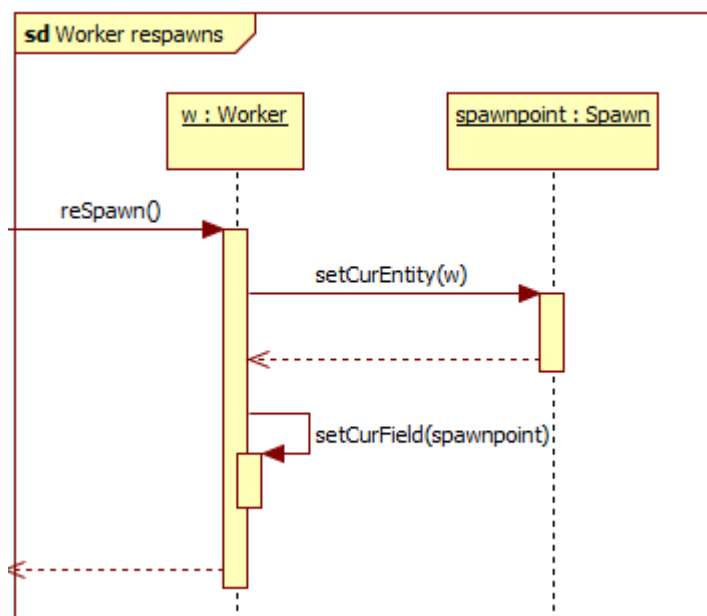 sd Worker respawns
w : Worker
spawnpoint : Spawn
reSpawn()
setCurEntity(w)
setCurField(spawnpoint)